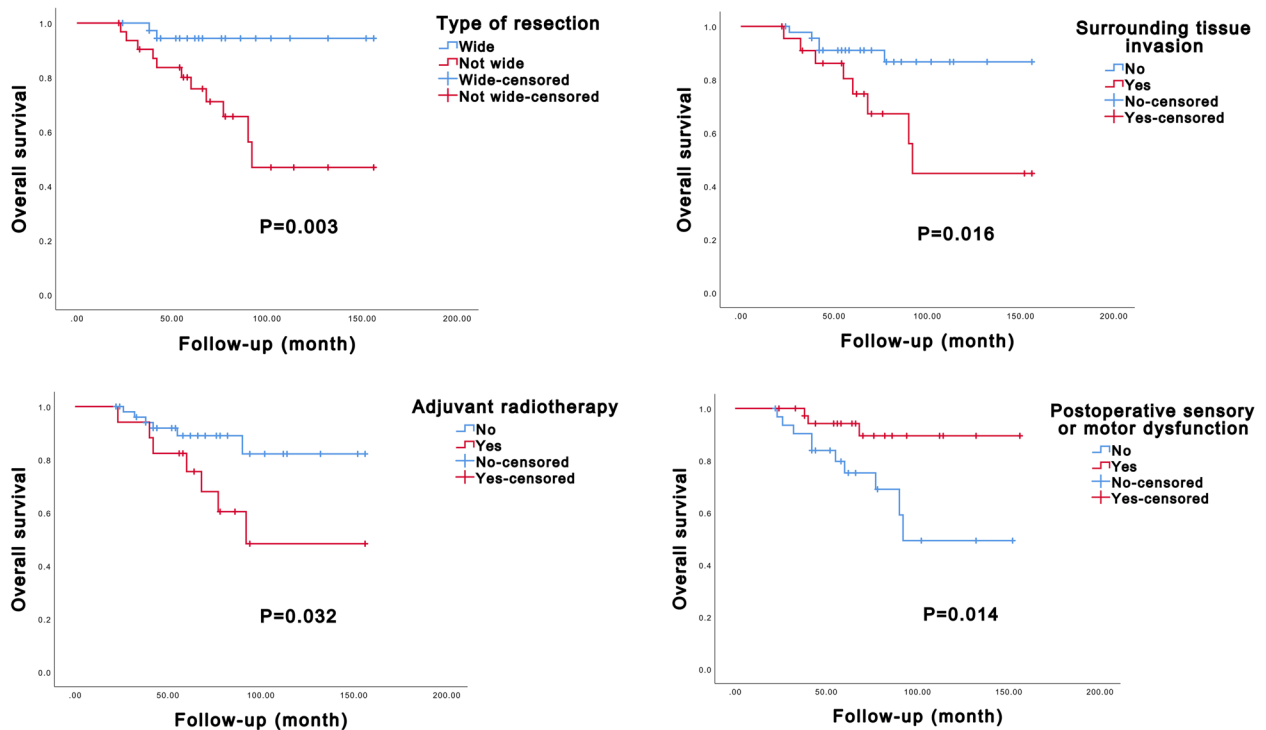 Type of resection
Wide
Not wide
Wide-censored
Not wide-censored
Overall survival
1.0
0.8
0.6
0.4
0.2
0.0
P=0.003
.00 50.00 100.00 150.00 200.00
Follow-up (month)
Surrounding tissue
invasion
No
Yes
No-censored
Yes-censored
Overall survival
1.0
0.8
0.6
0.4
0.2
0.0
P=0.016
.00 50.00 100.00 150.00 200.00
Follow-up (month)
Adjuvant radiotherapy
No
Yes
No-censored
Yes-censored
Overall survival
1.0
0.8
0.6
0.4
0.2
0.0
P=0.032
.00 50.00 100.00 150.00 200.00
Follow-up (month)
Postoperative sensory
or motor dysfunction
No
Yes
No-censored
Yes-censored
Overall survival
1.0
0.8
0.6
0.4
0.2
0.0
P=0.014
.00 50.00 100.00 150.00 200.00
Follow-up (month)